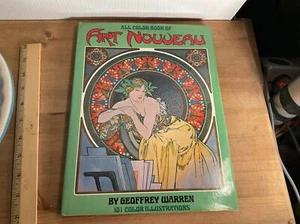 ALL COLOR BOOK OF
ART NOUVEAU
BY GEOFFREY WARREN
101 COLOR ILLUSTRATIONS